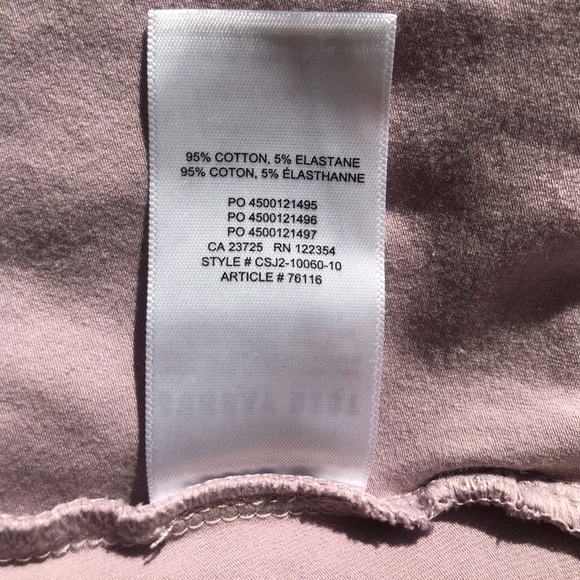 95% COTTON, 5% ELASTANE
95% COTON, 5% ÉLASTHANNE
PO 4500121495
PO 4500121496
PO 4500121497
CA 23725 RN 122354
STYLE # CSJ2-10060-10
ARTICLE # 76116